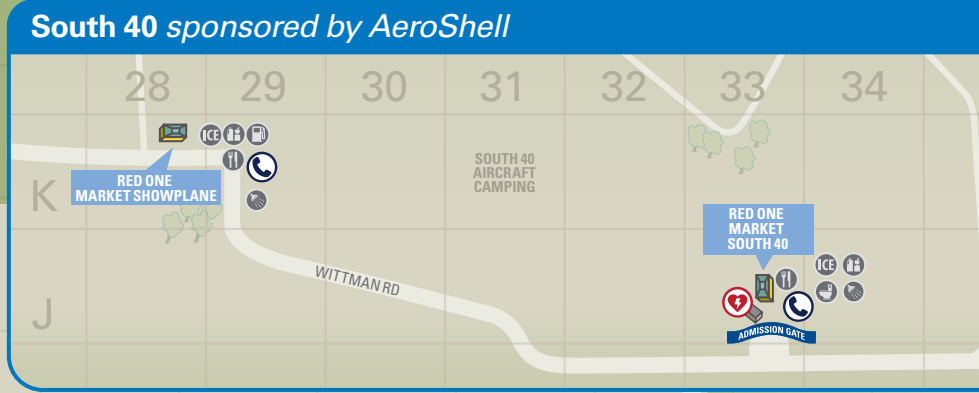 South 40 sponsored by AeroShell
28 29 30 31 32 33 34
ICE
K
RED ONE
MARKET SHOWPLANE
SOUTH 40
AIRCRAFT
CAMPING
RED ONE
MARKET
SOUTH 40
J
WITTMAN RD
ICE
ADMISSION GATE